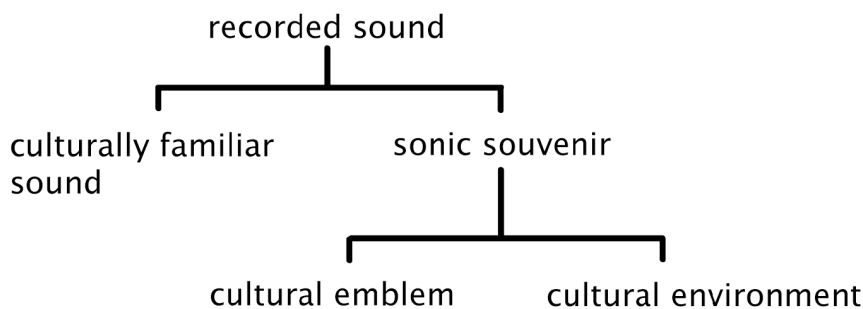 recorded sound
culturally familiar
sound
sonic souvenir
cultural emblem
cultural environment